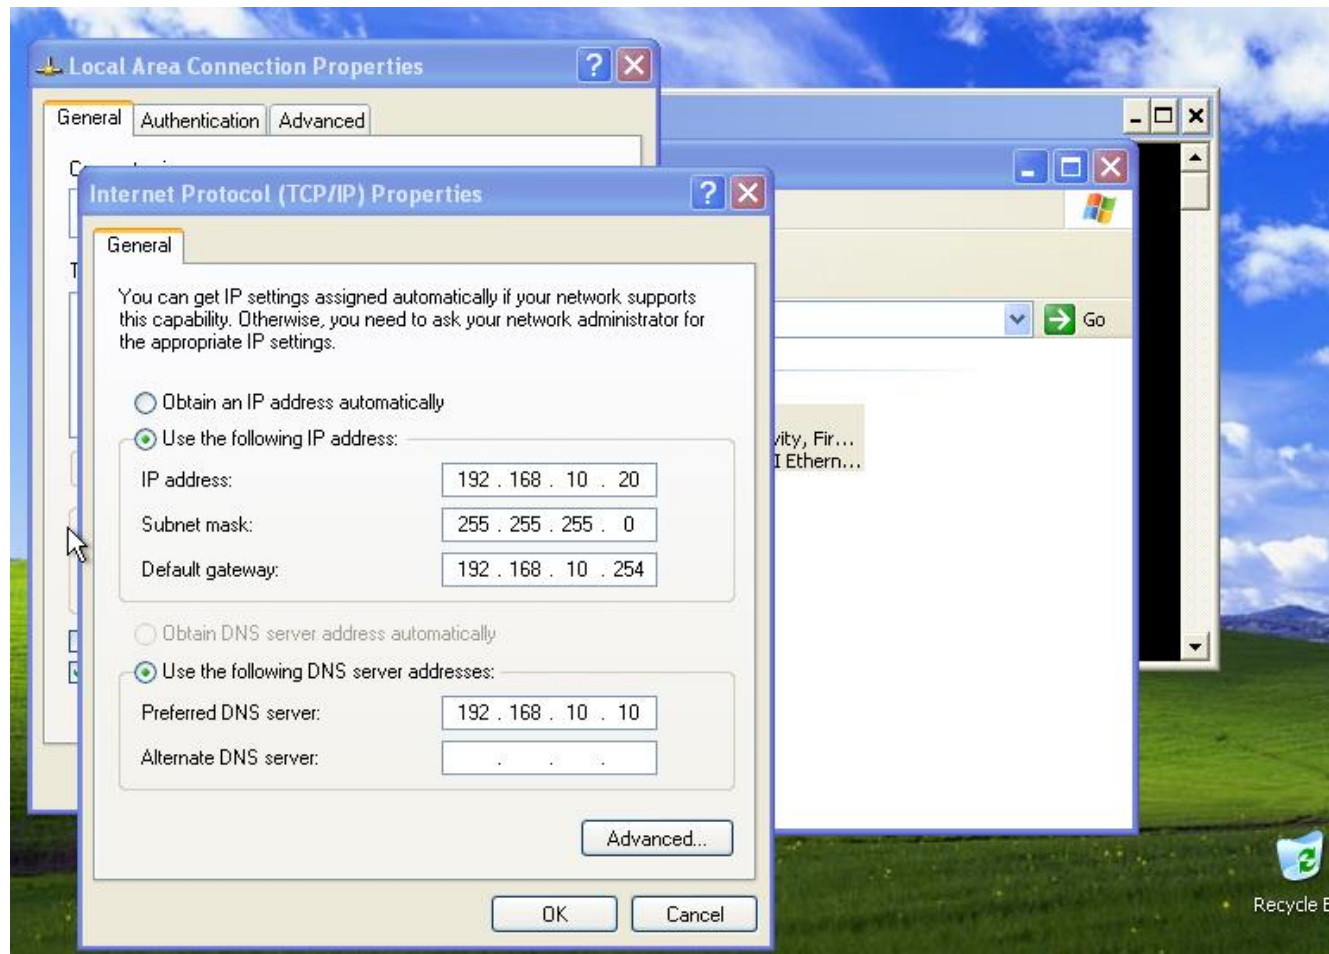 Local Area Connection Properties
General Authentication Advanced
Internet Protocol (TCP/IP) Properties
General
You can get IP settings assigned automatically if your network supports
this capability. Otherwise, you need to ask your network administrator for
the appropriate IP settings.
Obtain an IP address automatically
Use the following IP address:
IP address: 192 . 168 . 10 . 20
Subnet mask: 255 . 255 . 255 . 0
Default gateway: 192 . 168 . 10 . 254
Obtain DNS server address automatically
Use the following DNS server addresses:
Preferred DNS server: 192 . 168 . 10 . 10
Alternate DNS server: . . .
Advanced...
OK Cancel
Go
vity, Fir...
I Ethern...
Recycle B